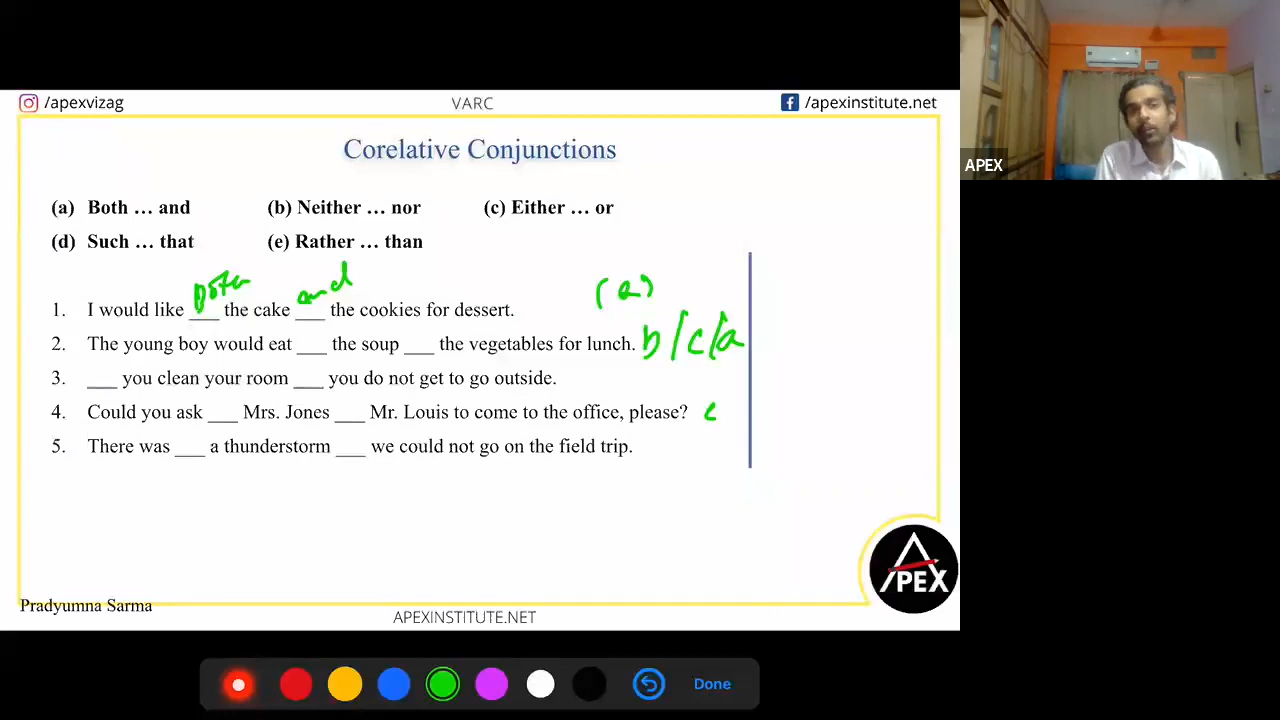 /apexvizag VARC /apexinstitute.net
Corelative Conjunctions
(a) Both … and (b) Neither … nor (c) Either … or
(d) Such … that (e) Rather … than
both and (a)
1. I would like ___ the cake ___ the cookies for dessert.
2. The young boy would eat ___ the soup ___ the vegetables for lunch. b/c/a
3. ___ you clean your room ___ you do not get to go outside.
4. Could you ask ___ Mrs. Jones ___ Mr. Louis to come to the office, please?
5. There was ___ a thunderstorm ___ we could not go on the field trip.
APEX
APEX
Pradyumna Sarma
APEXINSTITUTE.NET
Done